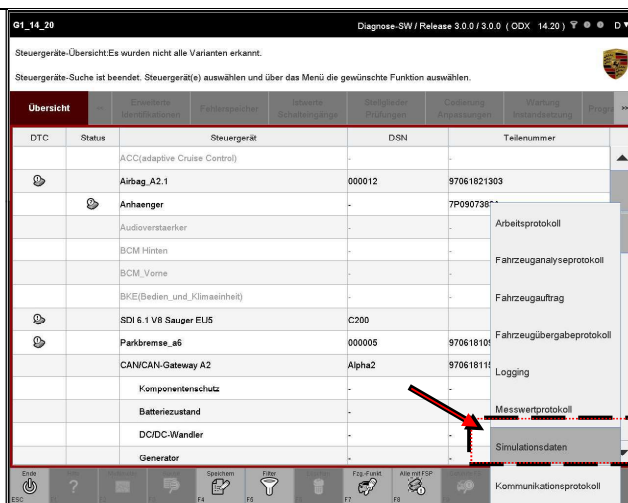 G1_14_20
Diagnose-SW / Release 3.0.0 / 3.0.0 ( ODX 14.20 ) D
Steuergeräte-Übersicht:Es wurden nicht alle Varianten erkannt.
Steuergeräte-Suche ist beendet. Steuergerät(e) auswählen und über das Menü die gewünschte Funktion auswählen.
Übersicht
Erweiterte Identifikationen
Fehlerspeicher
Istwerte
Stellglieder Prüfungen
Codierung Anpassungen
Wartung Instandsetzung
DTC Status Steuergerät DSN Teilenummer
ACC(adaptive Cruise Control) - -
Airbag_A2.1 000012 97061821303
Anhaenger -
Audioverstaerker - -
BCM Hinten -
BCM_Vorne -
BKE(Bedien_und_Klimaeinheit) -
SDI 6.1 V8 Sauger EU5 C200
Parkbremse_a6 000005
CAN/CAN-Gateway A2 Alpha2
Komponentenschutz - -
Batteriezustand - -
DC/DC-Wandler - -
Generator - -
Arbeitsprotokoll
Fahrzeuganalyseprotokoll
Fahrzeugauftrag
Fahrzeugübergabeprotokoll
Logging
Messwertprotokoll
Simulationsdaten
Kommunikationsprotokoll
Ende Speichern Filter Fzg.-Funkt. Alle mit FSP
ESC F4 F5 F7 F8